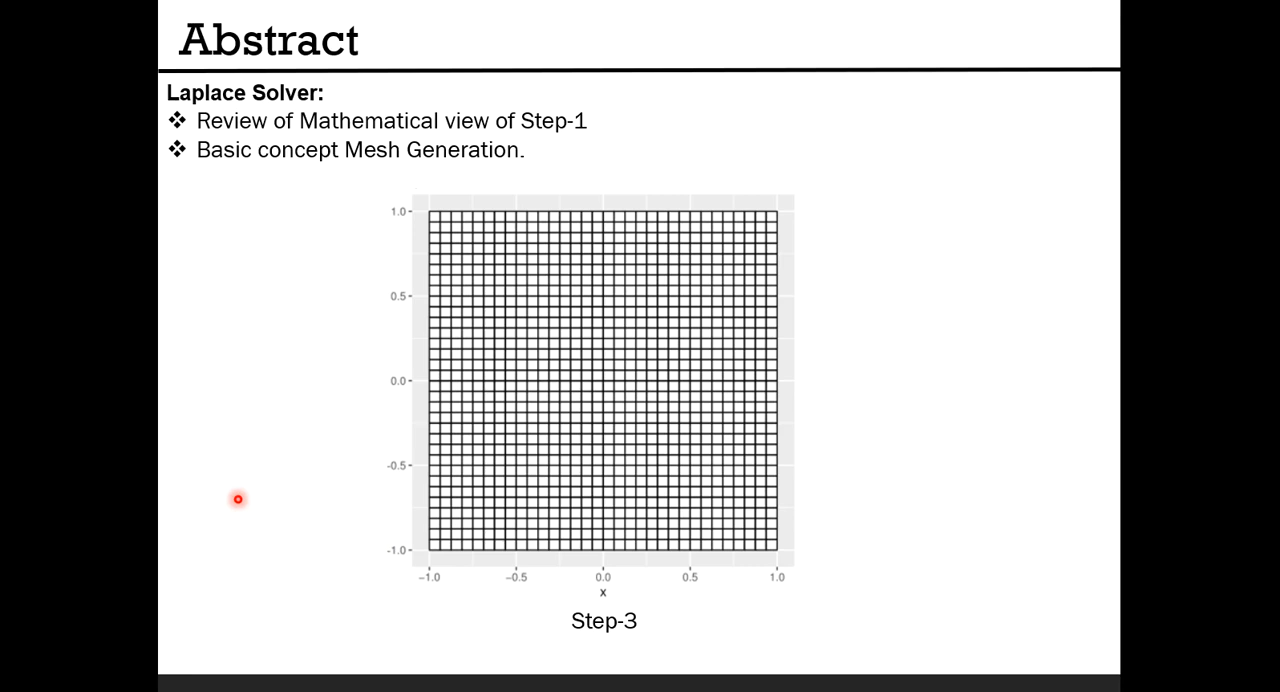 Abstract
Laplace Solver:
❖ Review of Mathematical view of Step-1
❖ Basic concept Mesh Generation.
1.0
0.5
0.0
-0.5
-1.0
−1.0 −0.5 0.0 0.5 1.0
x
Step-3